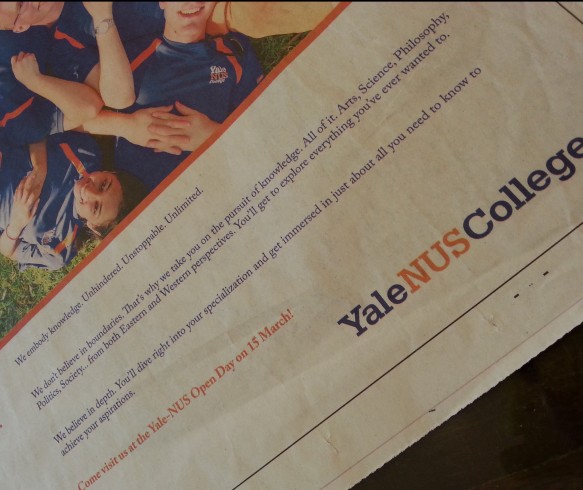 We embody knowledge. Unhindered. Unstoppable. Unlimited.
We don't believe in boundaries. That's why we take you on the pursuit of knowledge. All of it. Arts, Science, Philosophy,
Politics, Society... from both Eastern and Western perspectives. You'll get to explore everything you've ever wanted to.
We believe in depth. You'll dive right into your specialization and get immersed in just about all you need to know to
achieve your aspirations.
Come visit us at the Yale-NUS Open Day on 15 March!
YaleNUSCollege